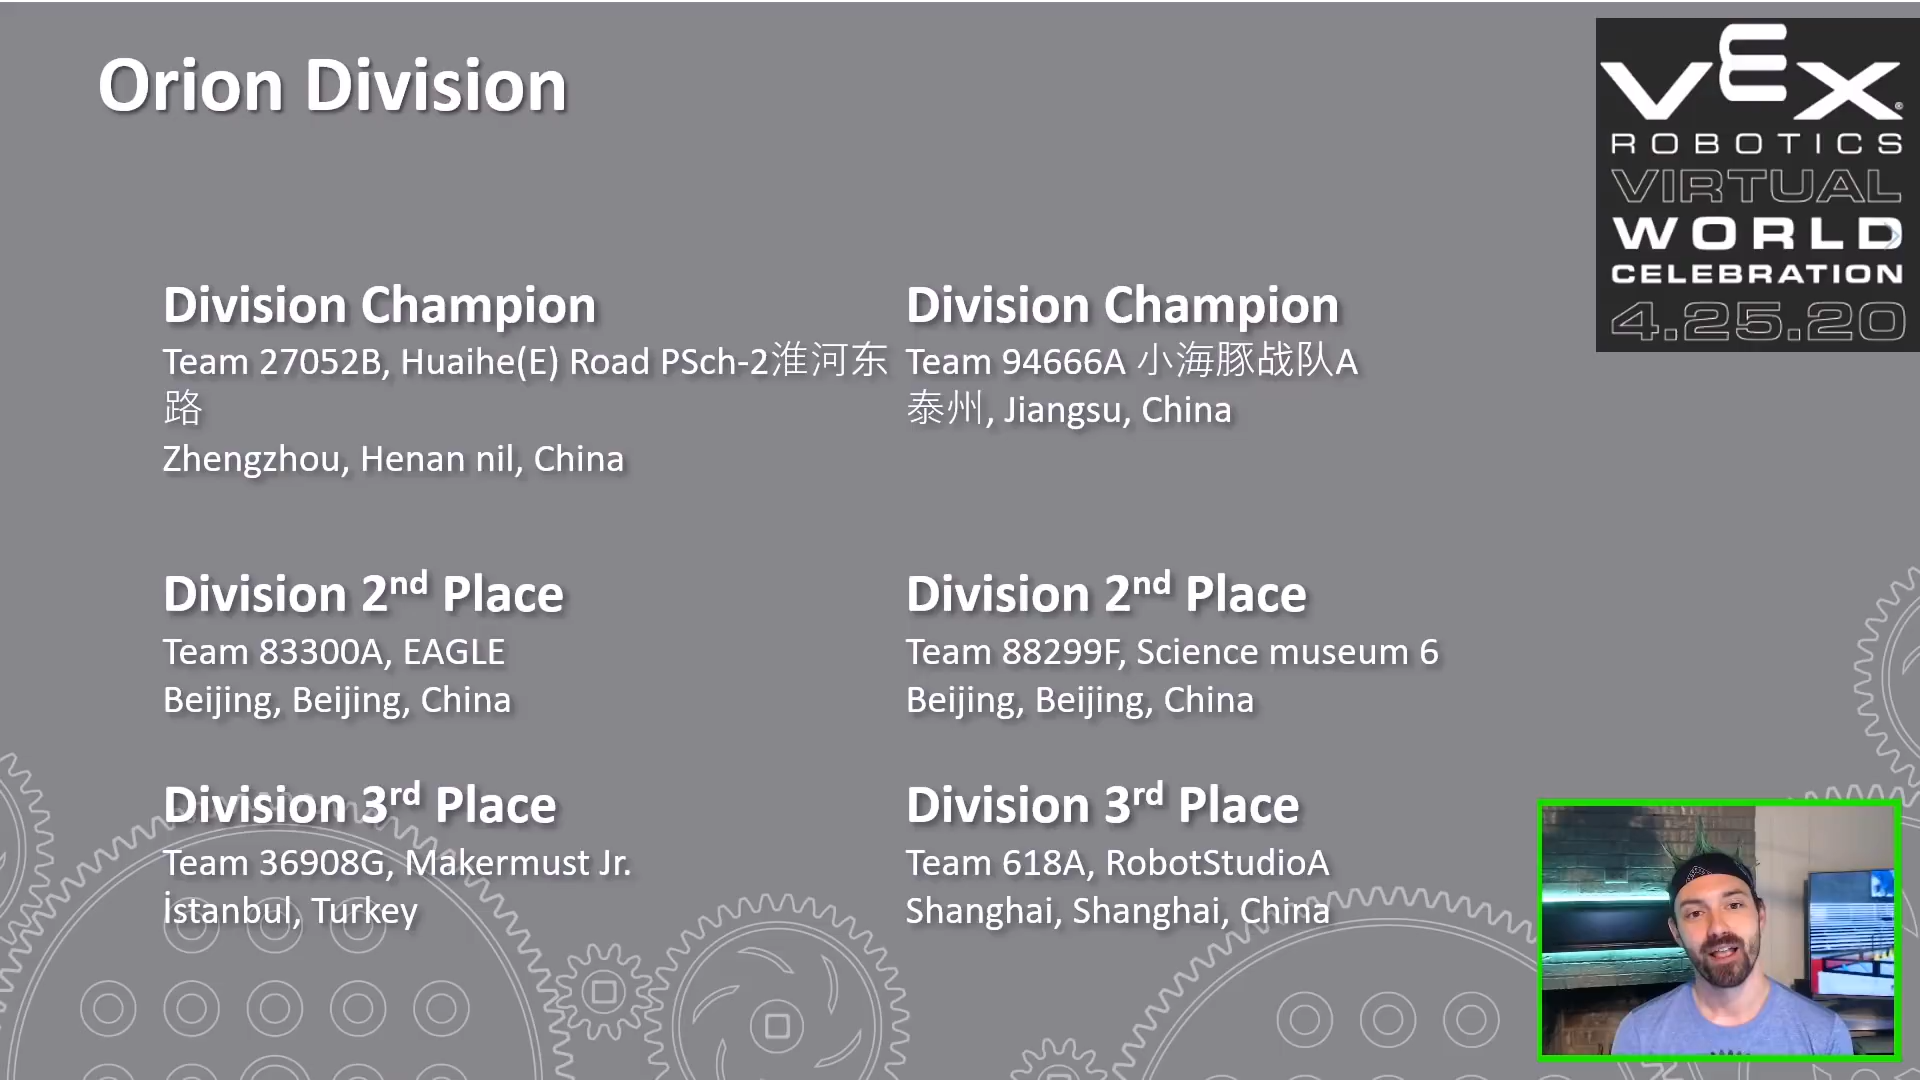 Orion Division
VEX
ROBOTICS
VIRTUAL
WORLD
CELEBRATION
4.25.20
Division Champion
Team 27052B, Huaihe(E) Road PSch-2淮河东
路
Zhengzhou, Henan nil, China
Division Champion
Team 94666A 小海豚战队A
泰州, Jiangsu, China
Division 2nd Place
Team 83300A, EAGLE
Beijing, Beijing, China
Division 2nd Place
Team 88299F, Science museum 6
Beijing, Beijing, China
Division 3rd Place
Team 36908G, Makermust Jr.
İstanbul, Turkey
Division 3rd Place
Team 618A, RobotStudioA
Shanghai, Shanghai, China